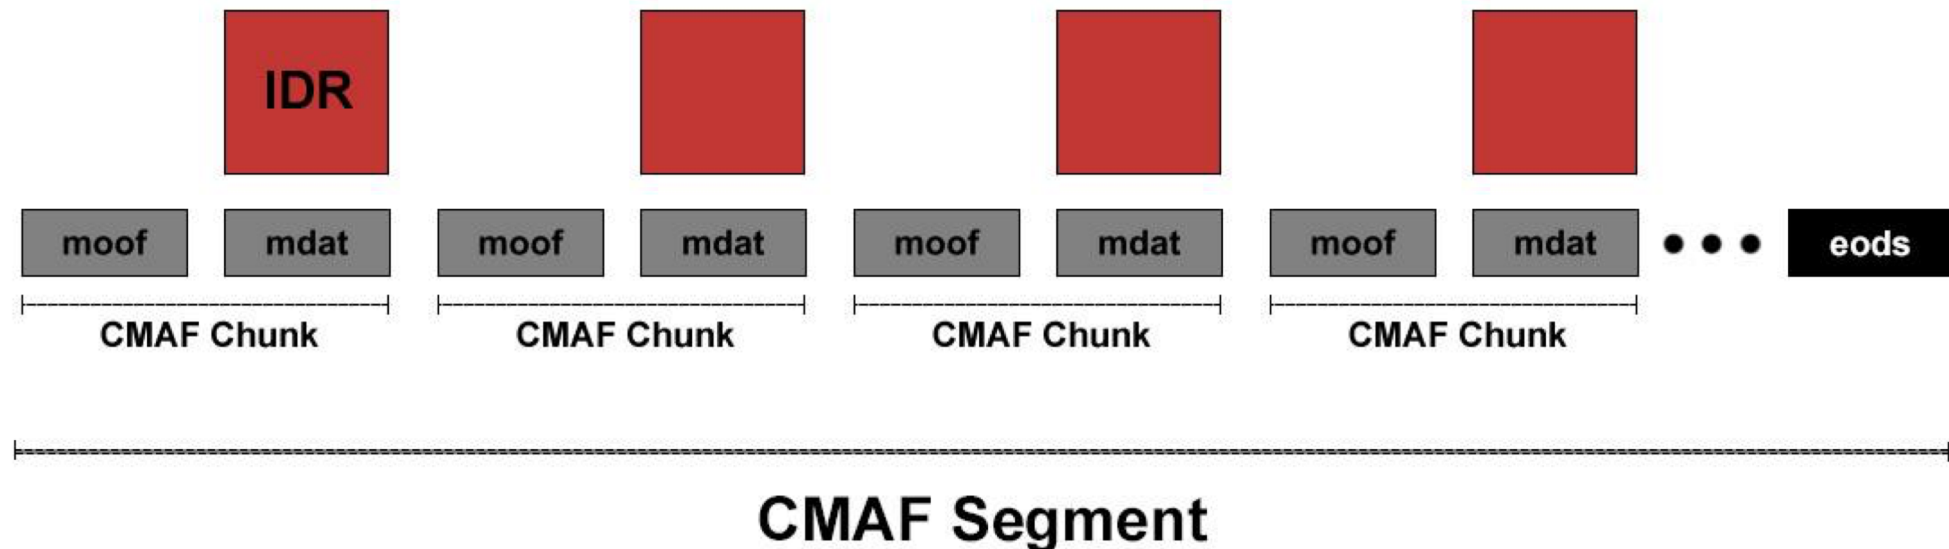 IDR
moof mdat moof mdat moof mdat moof mdat eods
CMAF Chunk CMAF Chunk CMAF Chunk CMAF Chunk
CMAF Segment